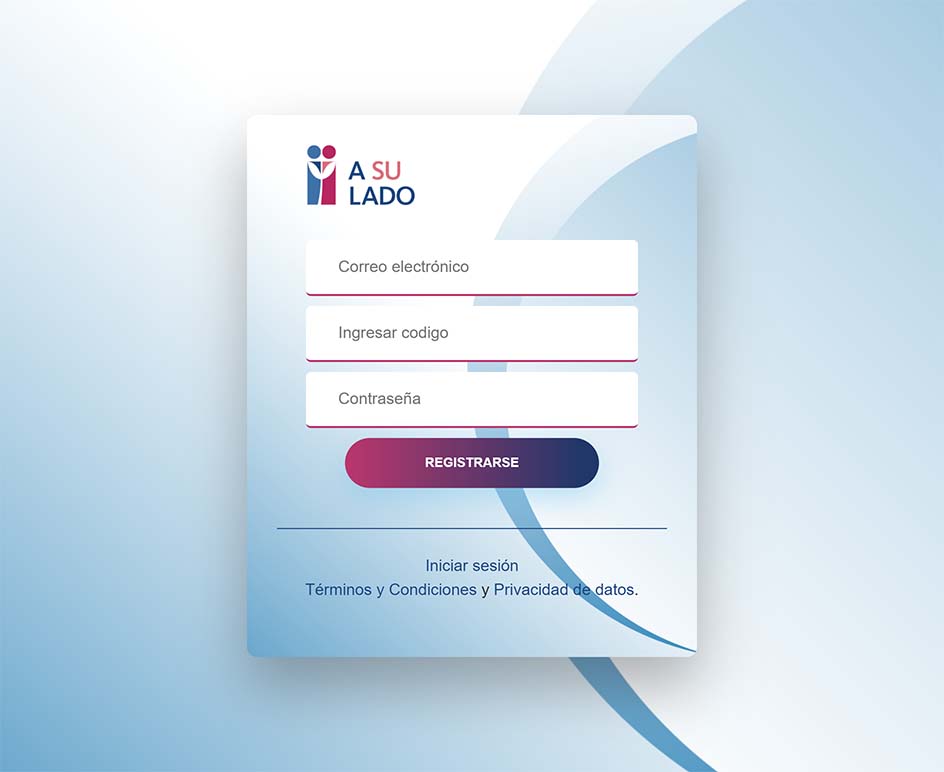 A SU
LADO
Correo electrónico
Ingresar codigo
Contraseña
REGISTRARSE
Iniciar sesión
Términos y Condiciones y Privacidad de datos.